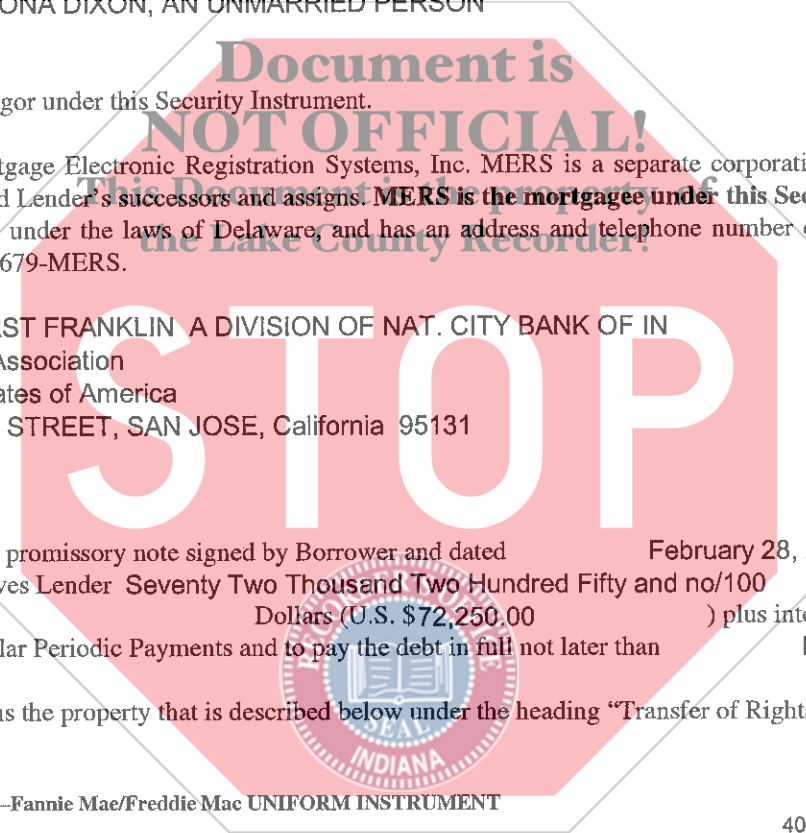 ONA DIXON, AN UNMARRIED PERSON
Document is
gor under this Security Instrument.
NOT OFFICIAL!
tgage Electronic Registration Systems, Inc. MERS is a separate corporati
This Document is the property of
d Lender's successors and assigns. MERS is the mortgagee under this Sec
the Lake County Recorder!
under the laws of Delaware, and has an address and telephone number
679-MERS.
ST FRANKLIN A DIVISION OF NAT. CITY BANK OF IN
Association
ates of America
STREET, SAN JOSE, California 95131
STOP
promissory note signed by Borrower and dated February 28,
ves Lender Seventy Two Thousand Two Hundred Fifty and no/100
Dollars (U.S. $72,250.00 ) plus inte
lar Periodic Payments and to pay the debt in full not later than
RECORDER'S OFFICE
ns the property that is described below under the heading “Transfer of Rights
SEAL
INDIANA
–Fannie Mae/Freddie Mac UNIFORM INSTRUMENT
40